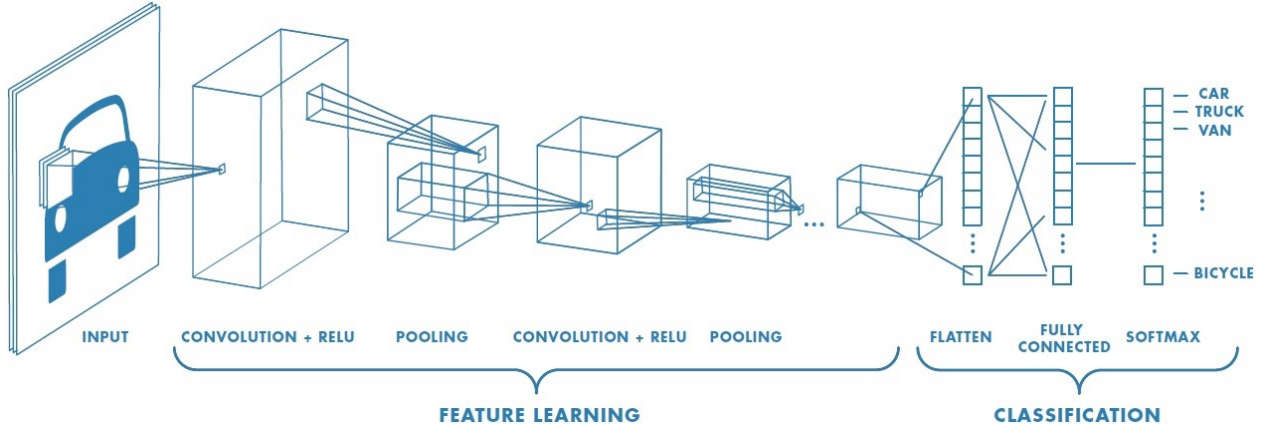 CAR
TRUCK
VAN
BICYCLE
INPUT
CONVOLUTION + RELU
POOLING
CONVOLUTION + RELU
POOLING
FLATTEN
FULLY
CONNECTED
SOFTMAX
FEATURE LEARNING
CLASSIFICATION